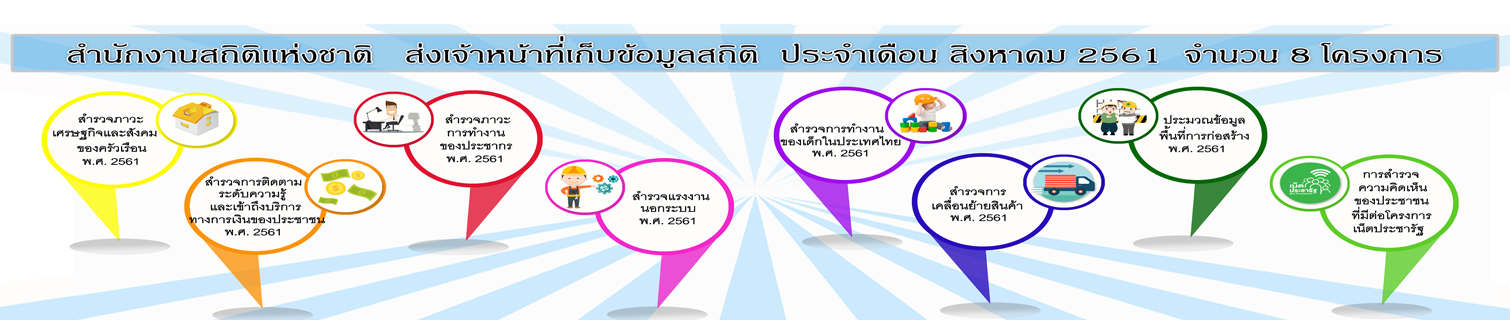 สำนักงานสถิติแห่งชาติ ส่งเจ้าหน้าที่เก็บข้อมูลสถิติ ประจำเดือน สิงหาคม 2561 จำนวน 8 โครงการ
สำรวจภาวะ
เศรษฐกิจและสังคม
ของครัวเรือน
พ.ศ. 2561
สำรวจการติดตาม
ระดับความรู้
และเข้าถึงบริการ
ทางการเงินของประชาชน
พ.ศ. 2561
สำรวจภาวะ
การทำงาน
ของประชากร
พ.ศ. 2561
สำรวจแรงงาน
นอกระบบ
พ.ศ. 2561
สำรวจการทำงาน
ของเด็กในประเทศไทย
พ.ศ. 2561
สำรวจการ
เคลื่อนย้ายสินค้า
พ.ศ. 2561
ประมวณข้อมูล
พื้นที่การก่อสร้าง
พ.ศ. 2561
เน็ต
ประชารัฐ
การสำรวจ
ความคิดเห็น
ของประชาชน
ที่มีต่อโครงการ
เน็ตประชารัฐ